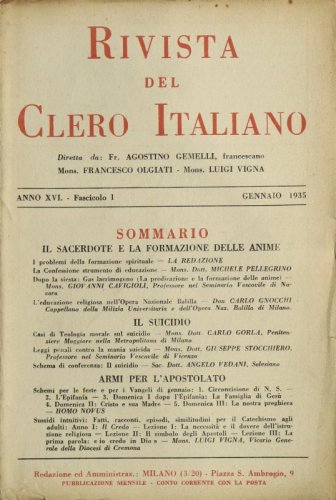 RIVISTA
DEL
CLERO ITALIANO
Diretta da: Fr. AGOSTINO GEMELLI, francescano
Mons. FRANCESCO OLGIATI - Mons. LUIGI VIGNA
ANNO XVI. - Fascicolo 1
GENNAIO 1935
SOMMARIO
IL SACERDOTE E LA FORMAZIONE DELLE ANIME
I problemi della formazione spirituale — LA REDAZIONE
La Confessione strumento di educazione — Mons. Dott. MICHELE PELLEGRINO
Dopo la siesta: Gus lacrimogeno (La predicazione e la formazione delle anime) —
Mons. GIOVANNI CAVIGIOLI, Professore nel Seminario Vescovile di No-
vara
L'educazione religiosa nell'Opera Nazionale Balilla — Don CARLO GNOCCHI
Cappellano della Milizia Universitaria e dell'Opera Naz. Balilla di Milano.
IL SUICIDIO
Casi di Teologia morale sul suicidio — Mons. Dott. CARLO GORLA, Peniten-
ziere Maggiore nella Metropolitana di Milano
Leggi penali contro la mania suicida — Mons. Dott. GIUSEPPE STOCCHIERO,
Professore nel Seminario Vescovile di Vicenza
Schema di conferenza: Il suicidio — Sac. Dott. ANGELO VEDANI, Salesiano
ARMI PER L'APOSTOLATO
Schemi per le feste e per i Vangeli di gennaio: 1. Circoncisione di N. S. —
2. L'Epifania — 3. Domenica I dopo l'Epifania: La Famiglia di Gesù
4. Domenica II: Cristo e sua Madre — 5. Domenica III: La nostra preghiera
— HOMO NOVUS
Sussidi intuitivi: Fatti, racconti, episodi, similitudini per il Catechismo agli
adulti: Anno I: Il Credo — Lezione I: La necessità e il dovere dell'istru-
zione religiosa — Lezione II: Il simbolo degli Apostoli — Lezione III: La
prima parola: « io credo in Dio » — Mons. LUIGI VIGNA, Vicario Gene-
rale della Diocesi di Cremona
Redazione ed Amministraz.: MILANO (3/20) - Piazza S. Ambrogio, 9
PUBBLICAZIONE MENSILE - CONTO CORRENTE CON LA POSTA